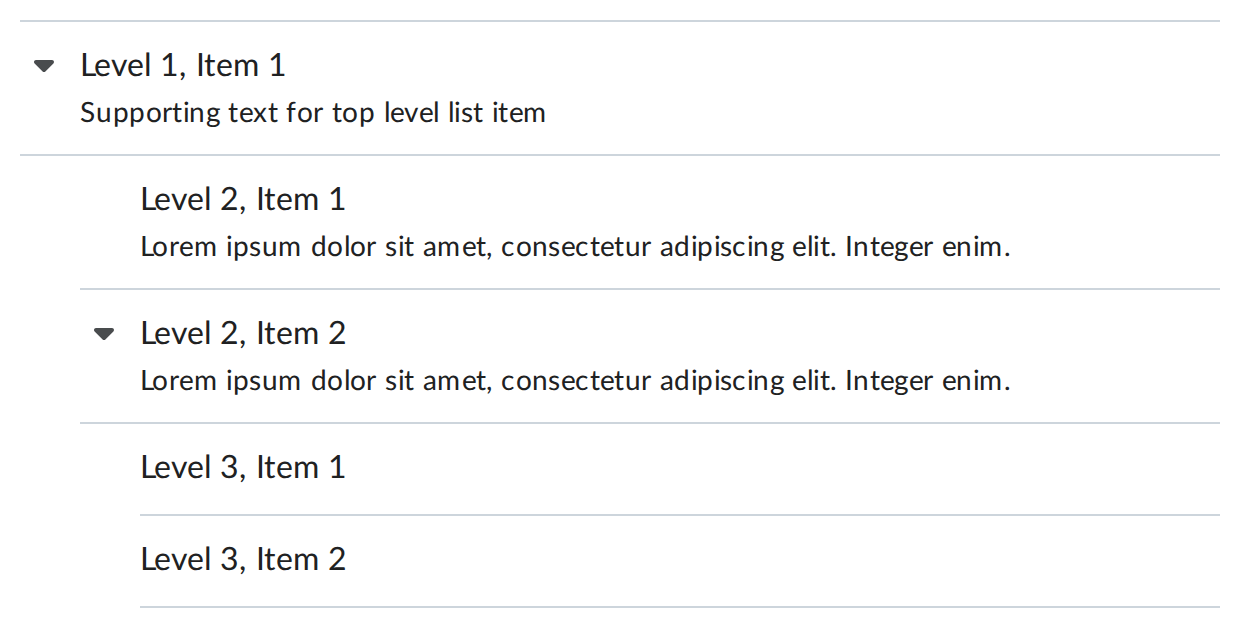 Level 1, Item 1
Supporting text for top level list item
Level 2, Item 1
Lorem ipsum dolor sit amet, consectetur adipiscing elit. Integer enim.
Level 2, Item 2
Lorem ipsum dolor sit amet, consectetur adipiscing elit. Integer enim.
Level 3, Item 1
Level 3, Item 2